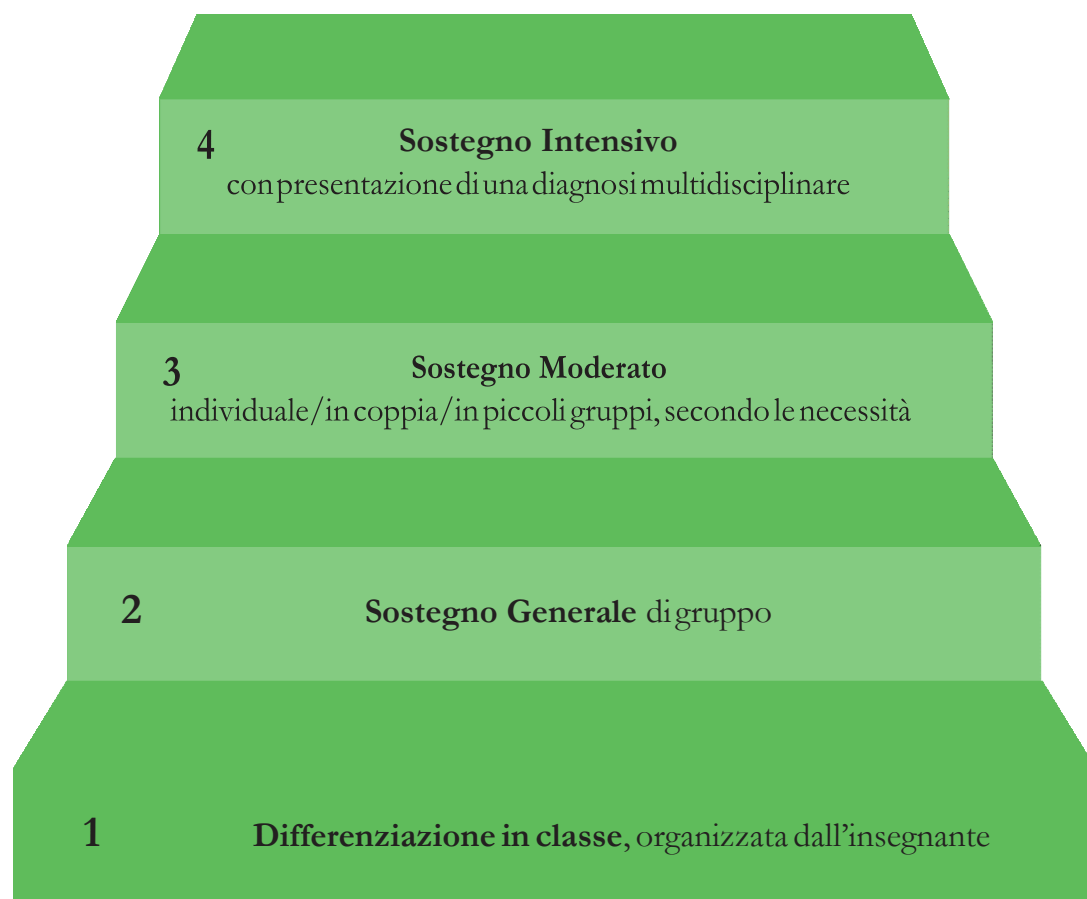 4 Sostegno Intensivo
con presentazione di una diagnosi multidisciplinare
3 Sostegno Moderato
individuale/in coppia/in piccoli gruppi, secondo le necessità
2 Sostegno Generale di gruppo
1 Differenziazione in classe, organizzata dall’insegnante